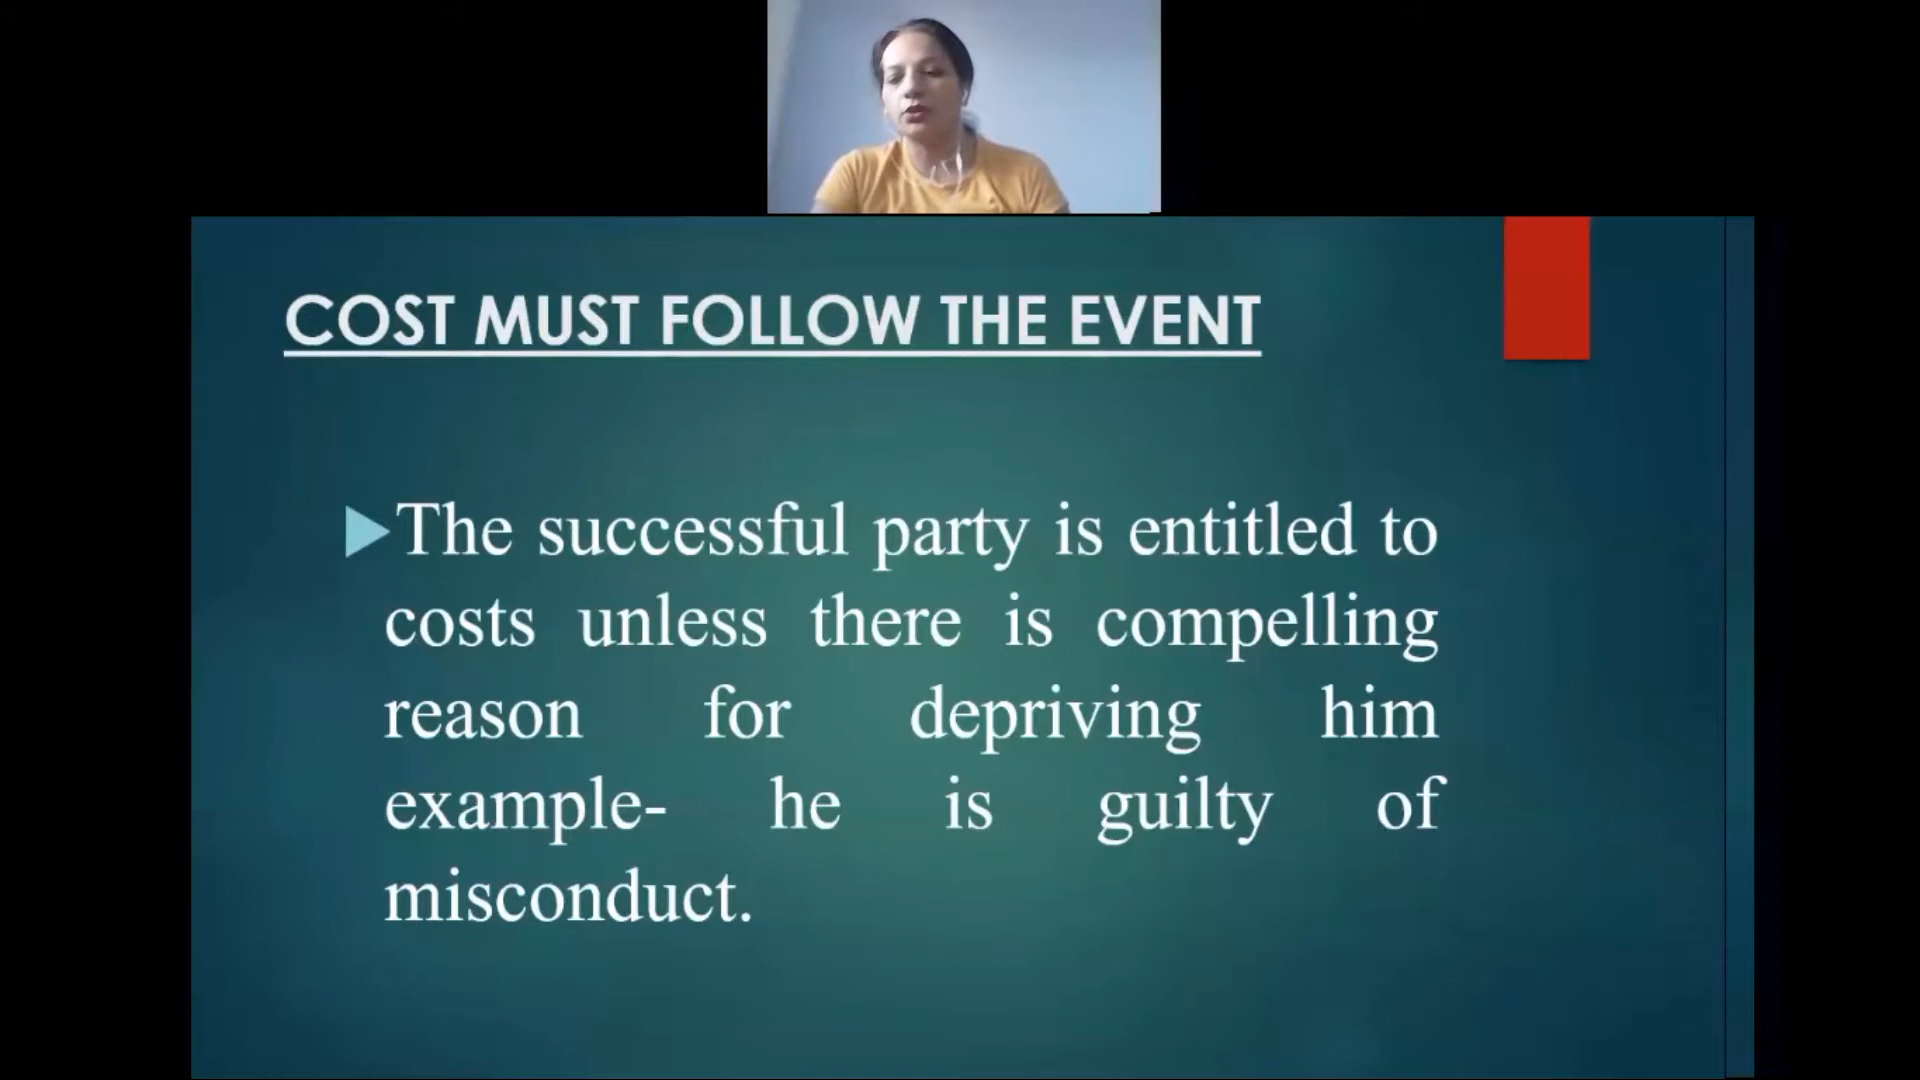 COST MUST FOLLOW THE EVENT
The successful party is entitled to
costs unless there is compelling
reason for depriving him
example- he is guilty of
misconduct.